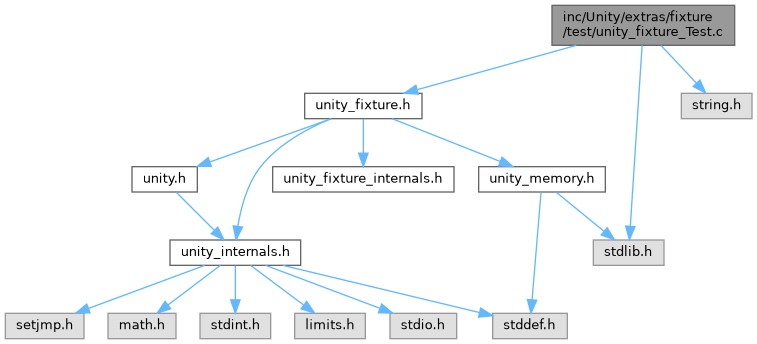 inc/Unity/extras/fixture
/test/unity_fixture_Test.c
unity_fixture.h
string.h
unity.h
unity_fixture_internals.h
unity_memory.h
unity_internals.h
stdlib.h
setjmp.h
math.h
stdint.h
limits.h
stdio.h
stddef.h